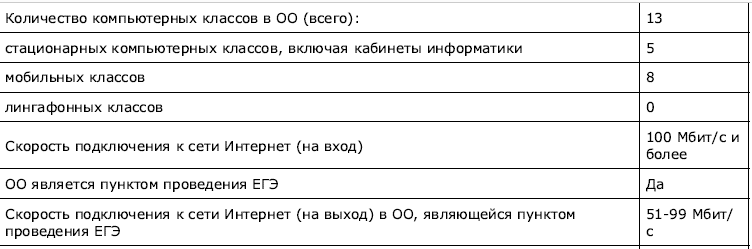 Количество компьютерных классов в ОО (всего): 13
стационарных компьютерных классов, включая кабинеты информатики 5
мобильных классов 8
лингафонных классов 0
Скорость подключения к сети Интернет (на вход) 100 Мбит/с и
более
ОО является пунктом проведения ЕГЭ Да
Скорость подключения к сети Интернет (на выход) в ОО, являющейся пунктом 51-99 Мбит/
проведения ЕГЭ с